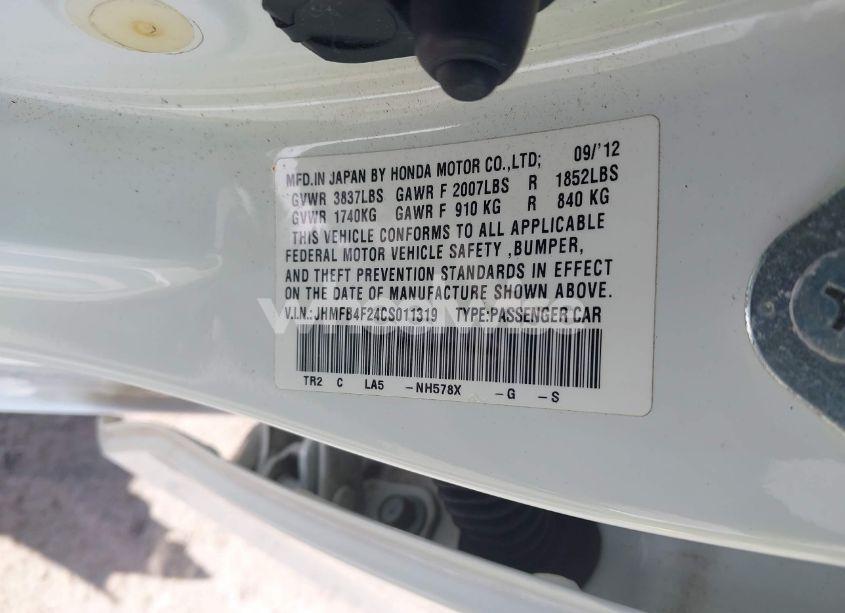 MFD.IN JAPAN BY HONDA MOTOR CO.,LTD; 09/'12
GVWR 3837LBS GAWR F 2007LBS R 1852LBS
GVWR 1740KG GAWR F 910 KG R 840 KG
THIS VEHICLE CONFORMS TO ALL APPLICABLE
FEDERAL MOTOR VEHICLE SAFETY ,BUMPER,
AND THEFT PREVENTION STANDARDS IN EFFECT
ON THE DATE OF MANUFACTURE SHOWN ABOVE.
V.I.N.:JHMFB4F24CS011319 TYPE:PASSENGER CAR
TR2 C LA5 -NH578X -G -S